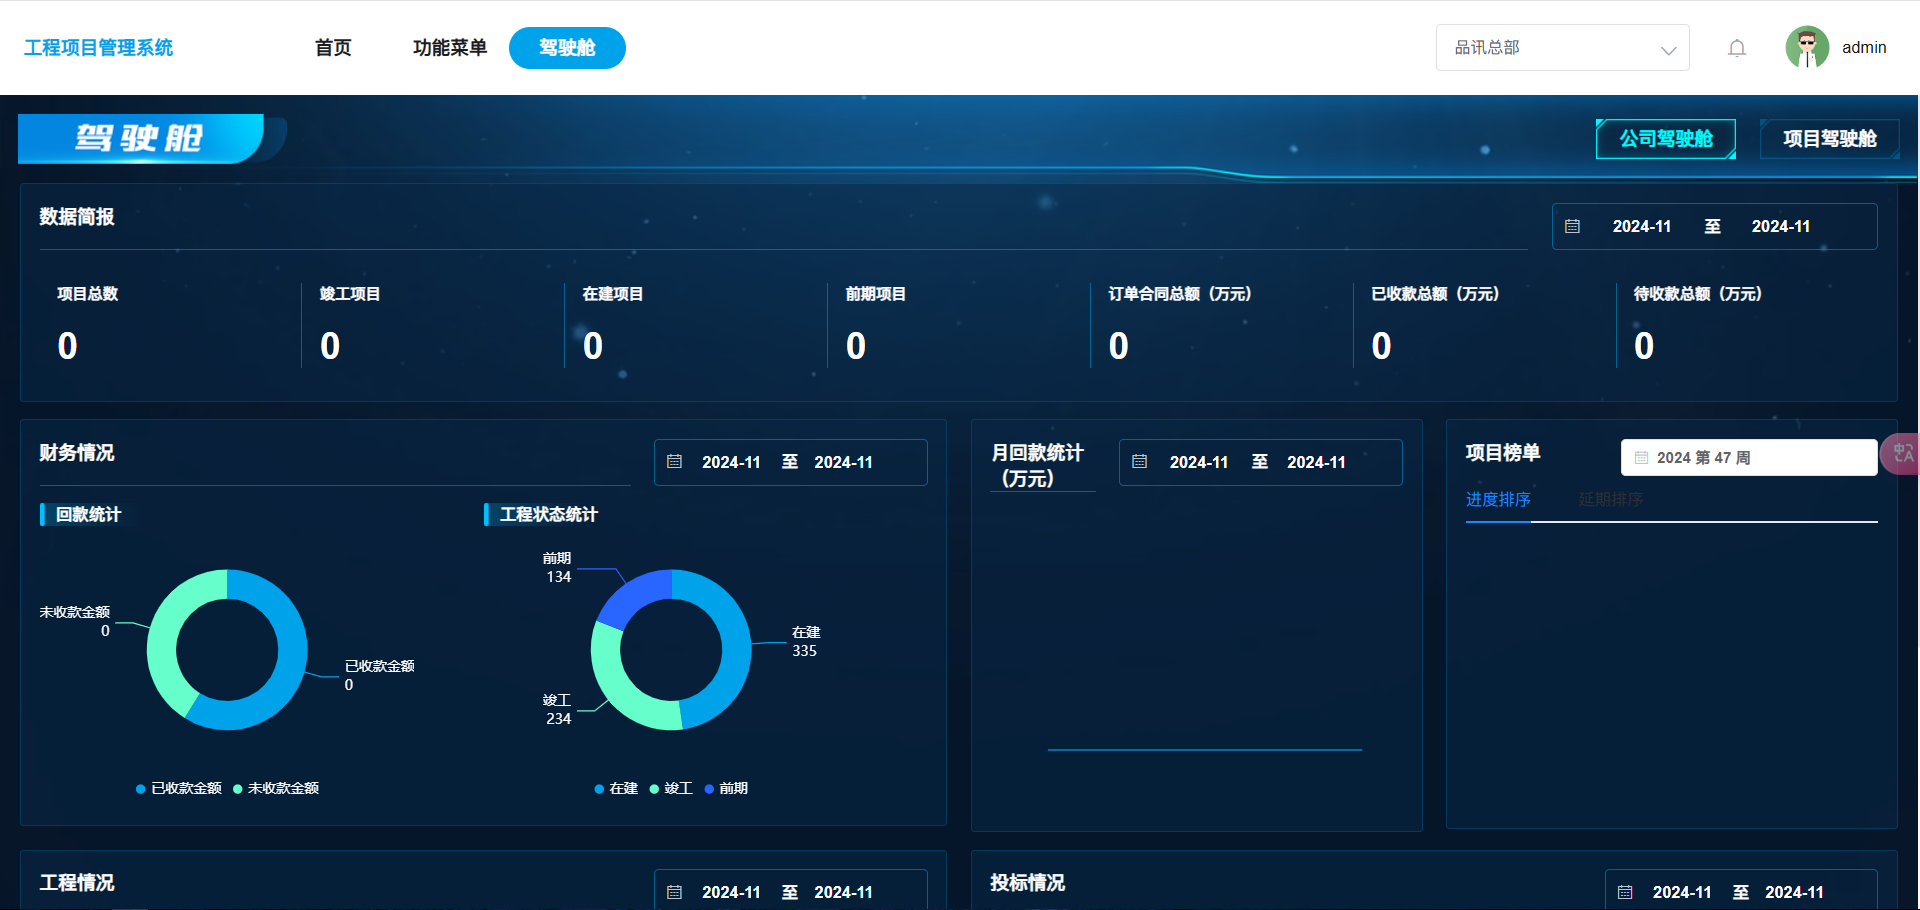 工程项目管理系统
首页
功能菜单
驾驶舱
品讯总部
admin
驾驶舱
公司驾驶舱
项目驾驶舱
数据简报
2024-11 至 2024-11
项目总数
0
竣工项目
0
在建项目
0
前期项目
0
订单合同总额（万元）
0
已收款总额（万元）
0
待收款总额（万元）
0
财务情况
2024-11 至 2024-11
回款统计
未收款金额
0
已收款金额
0
已收款金额 未收款金额
工程状态统计
前期
134
在建
335
竣工
234
在建 竣工 前期
月回款统计
（万元）
2024-11 至 2024-11
项目榜单
2024 第 47 周
进度排序
延期排序
中
A
工程情况
2024-11 至 2024-11
投标情况
2024-11 至 2024-11